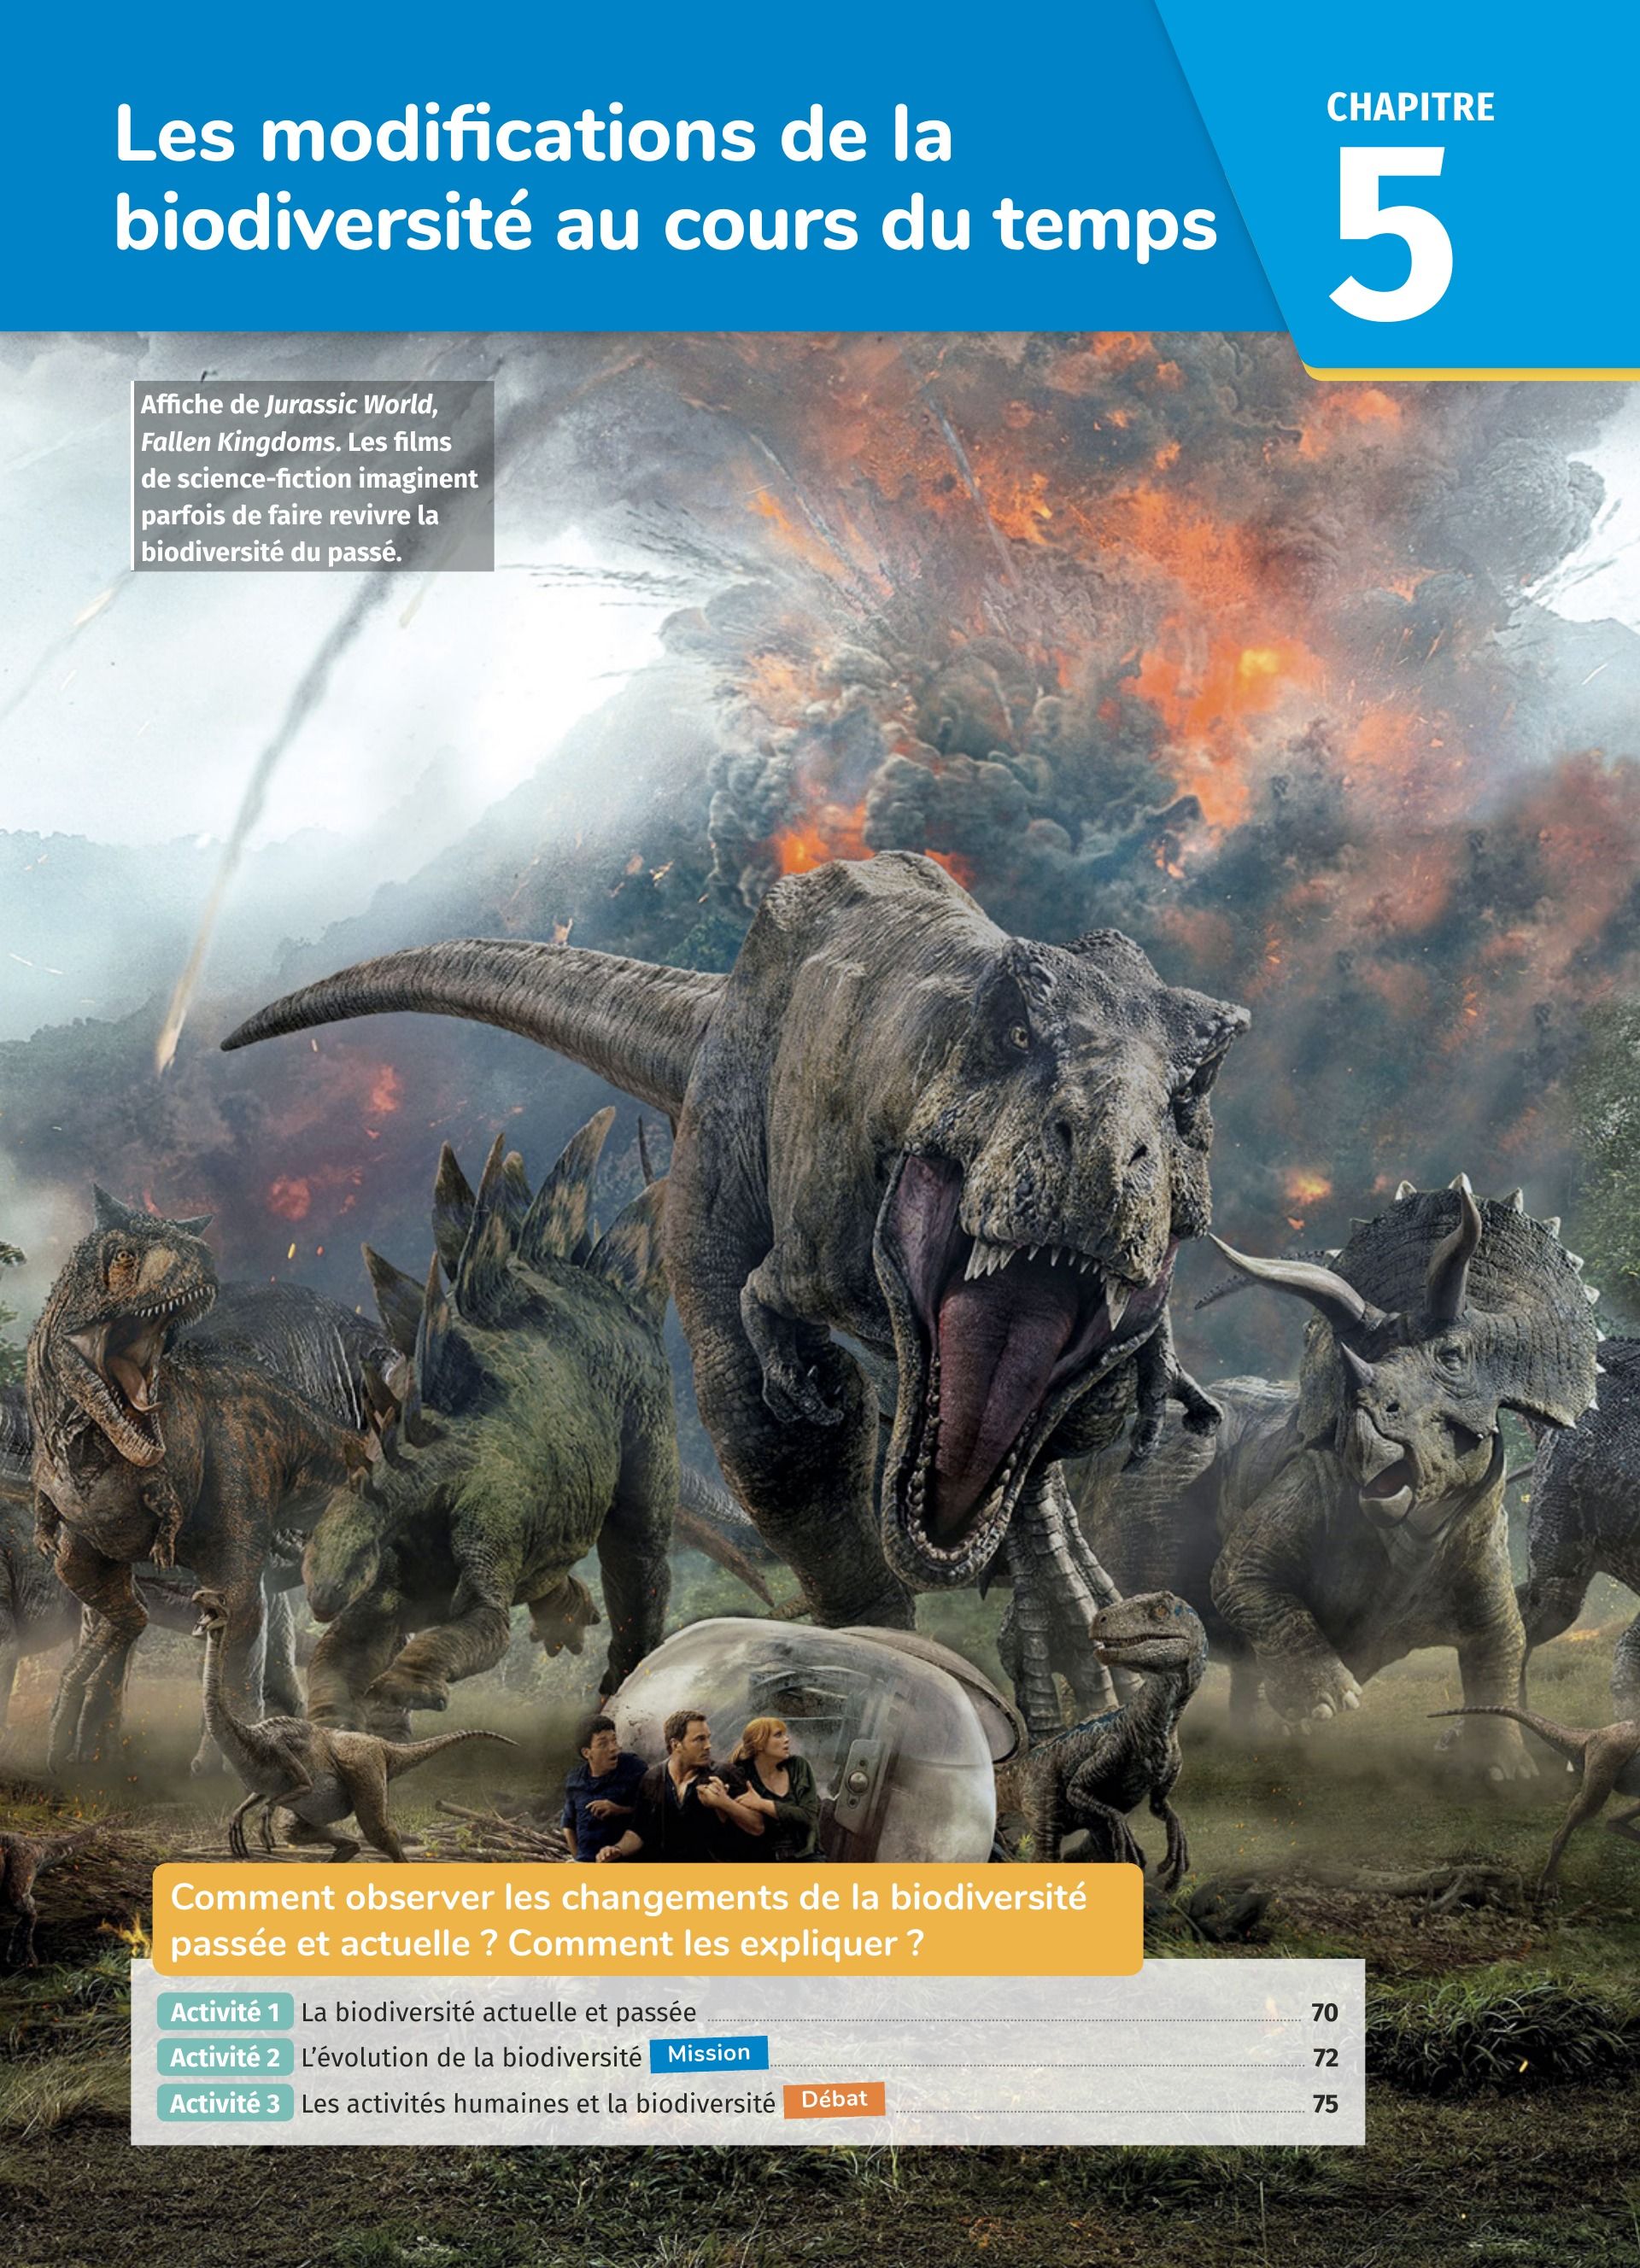 Les modifications de la
biodiversité au cours du temps
CHAPITRE
5
Affiche de Jurassic World,
Fallen Kingdoms. Les films
de science-fiction imaginent
parfois de faire revivre la
biodiversité du passé.
Comment observer les changements de la biodiversité
passée et actuelle ? Comment les expliquer ?
Activité 1 La biodiversité actuelle et passée 70
Activité 2 L’évolution de la biodiversité Mission 72
Activité 3 Les activités humaines et la biodiversité Débat 75